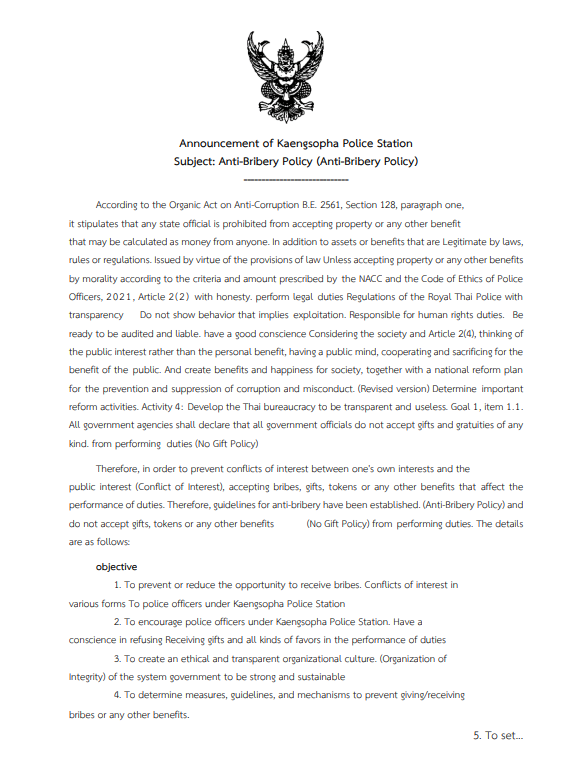 Announcement of Kaengsopha Police Station
Subject: Anti-Bribery Policy (Anti-Bribery Policy)
----------------------------
According to the Organic Act on Anti-Corruption B.E. 2561, Section 128, paragraph one,
it stipulates that any state official is prohibited from accepting property or any other benefit
that may be calculated as money from anyone. In addition to assets or benefits that are Legitimate by laws,
rules or regulations. Issued by virtue of the provisions of law Unless accepting property or any other benefits
by morality according to the criteria and amount prescribed by the NACC and the Code of Ethics of Police
Officers, 2021, Article 2(2) with honesty. perform legal duties Regulations of the Royal Thai Police with
transparency Do not show behavior that implies exploitation. Responsible for human rights duties. Be
ready to be audited and liable. have a good conscience Considering the society and Article 2(4), thinking of
the public interest rather than the personal benefit, having a public mind, cooperating and sacrificing for the
benefit of the public. And create benefits and happiness for society, together with a national reform plan
for the prevention and suppression of corruption and misconduct. (Revised version) Determine important
reform activities. Activity 4: Develop the Thai bureaucracy to be transparent and useless. Goal 1, item 1.1.
All government agencies shall declare that all government officials do not accept gifts and gratuities of any
kind. from performing duties (No Gift Policy)
Therefore, in order to prevent conflicts of interest between one's own interests and the
public interest (Conflict of Interest), accepting bribes, gifts, tokens or any other benefits that affect the
performance of duties. Therefore, guidelines for anti-bribery have been established. (Anti-Bribery Policy) and
do not accept gifts, tokens or any other benefits (No Gift Policy) from performing duties. The details
are as follows:
objective
1. To prevent or reduce the opportunity to receive bribes. Conflicts of interest in
various forms To police officers under Kaengsopha Police Station
2. To encourage police officers under Kaengsopha Police Station. Have a
conscience in refusing Receiving gifts and all kinds of favors in the performance of duties
3. To create an ethical and transparent organizational culture. (Organization of
Integrity) of the system government to be strong and sustainable
4. To determine measures, guidelines, and mechanisms to prevent giving/receiving
bribes or any other benefits.
5. To set...